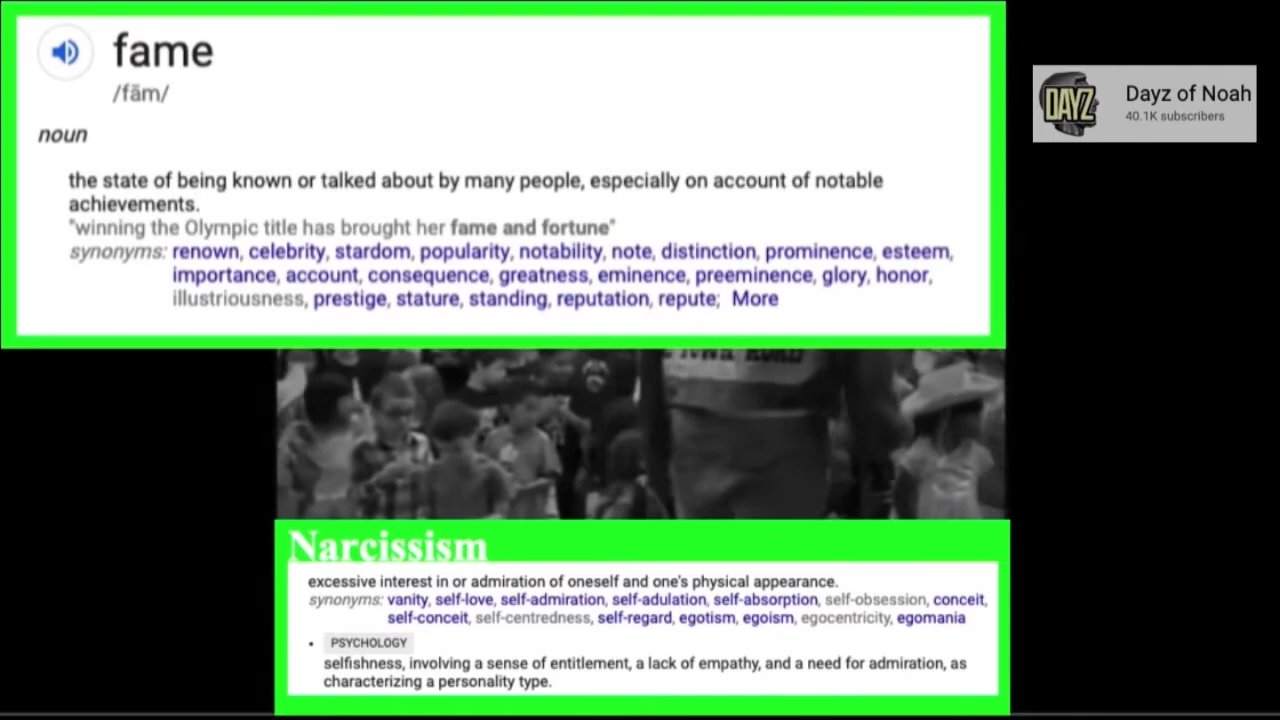 fame
/fām/
noun
the state of being known or talked about by many people, especially on account of notable
achievements.
"winning the Olympic title has brought her fame and fortune"
synonyms: renown, celebrity, stardom, popularity, notability, note, distinction, prominence, esteem,
importance, account, consequence, greatness, eminence, preeminence, glory, honor,
illustriousness, prestige, stature, standing, reputation, repute; More
DAYZ
Dayz of Noah
40.1K subscribers
ROAD
Narcissism
excessive interest in or admiration of oneself and one's physical appearance.
synonyms: vanity, self-love, self-admiration, self-adulation, self-absorption, self-obsession, conceit,
self-conceit, self-centredness, self-regard, egotism, egoism, egocentricity, egomania
• PSYCHOLOGY
selfishness, involving a sense of entitlement, a lack of empathy, and a need for admiration, as
characterizing a personality type.